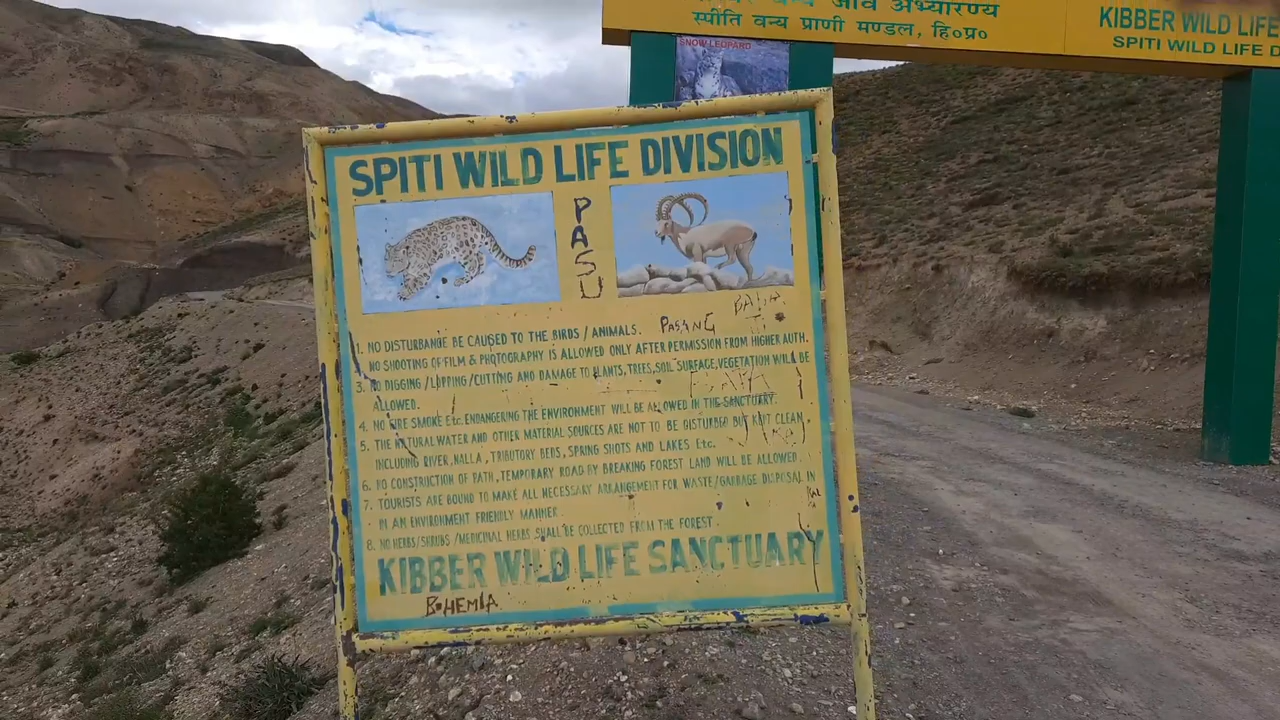 स्पीति वन्य प्राणी मण्डल, हि०प्र०
KIBBER WILD LIFE
SPITI WILD LIFE D
SNOW LEOPARD
SPITI WILD LIFE DIVISION
PASU
PASANG
1. NO DISTURBANGE BE CAUSED TO THE BIRDS / ANIMALS.
NO SHOOTING OF FILM & PHOTOGRAPHY IS ALLOWED ONLY AFTER PERMISSION FROM HIGHER AUTH.
3. NO DIGGING /LOPPING/CUTTING AND DAMAGE TO PLANTS, TREES, SOIL SURFACE, VEGETATION WILL BE
ALLOWED.
4. NO FIRE SMOKE Etc. ENDANGERING THE ENVIRONMENT WILL BE ALLOWED IN THE SANCTUARY.
5. THE NATURAL WATER AND OTHER MATERIAL SOURCES ARE NOT TO BE DISTURBED BUT KEPT CLEAN,
INCLUDING RIVER, NALLA, TRIBUTORY BEDS, SPRING SHOTS AND LAKES Etc.
6. NO CONSTRUCTION OF PATH, TEMPORARY ROAD BY BREAKING FOREST LAND WILL BE ALLOWED.
7. TOURISTS ARE BOUND TO MAKE ALL NECESSARY ARRANGEMENT FOR WASTE/GARBAGE DISPOSAL IN
IN AN ENVIRONMENT FRIENDLY MANNER.
8. NO HERBS/SHRUBS /MEDICINAL HERBS SHALL BE COLLECTED FROM THE FOREST
KIBBER WILD LIFE SANCTUARY
BOHEMIA